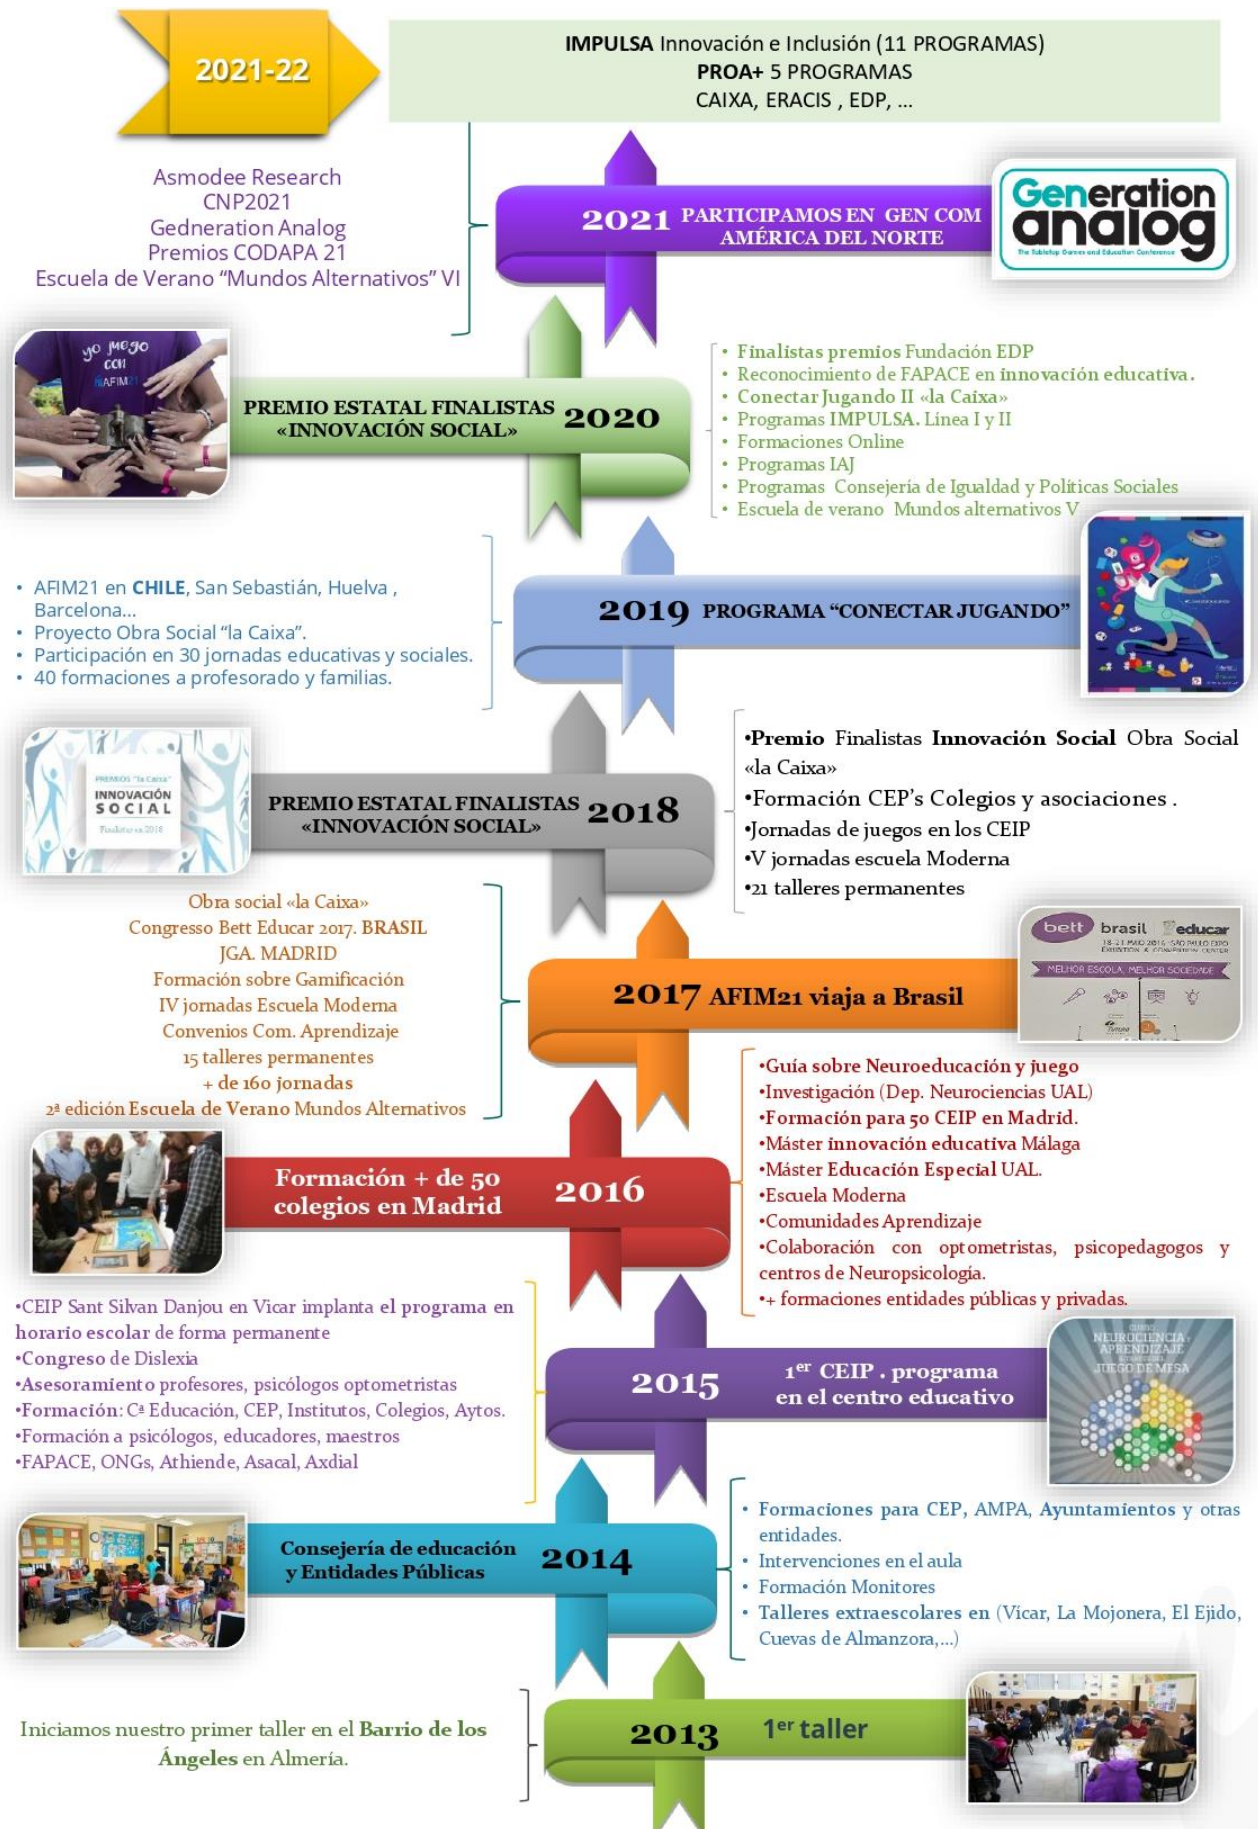 2021-22
IMPULSA Innovación e Inclusión (11 PROGRAMAS)
PROA+ 5 PROGRAMAS
CAIXA, ERACIS , EDP, ...
Asmodee Research
CNP2021
Gedneration Analog
Premios CODAPA 21
Escuela de Verano “Mundos Alternativos” VI
2021 PARTICIPAMOS EN GEN COM
AMÉRICA DEL NORTE
Generation
analog
The Tabletop Games and Education Conference
yo juego
con
AFIM21
PREMIO ESTATAL FINALISTAS
«INNOVACIÓN SOCIAL»
2020
• Finalistas premios Fundación EDP
• Reconocimiento de FAPACE en innovación educativa.
• Conectar Jugando II «la Caixa»
• Programas IMPULSA. Línea I y II
• Formaciones Online
• Programas IAJ
• Programas Consejería de Igualdad y Políticas Sociales
• Escuela de verano Mundos alternativos V
• AFIM21 en CHILE, San Sebastián, Huelva ,
Barcelona...
• Proyecto Obra Social “la Caixa”.
• Participación en 30 jornadas educativas y sociales.
• 40 formaciones a profesorado y familias.
2019 PROGRAMA “CONECTAR JUGANDO”
PREMIOS "la Caixa"
INNOVACIÓN
SOCIAL
Finalista en 2018
PREMIO ESTATAL FINALISTAS
«INNOVACIÓN SOCIAL»
2018
•Premio Finalistas Innovación Social Obra Social
«la Caixa»
•Formación CEP’s Colegios y asociaciones .
•Jornadas de juegos en los CEIP
•V jornadas escuela Moderna
•21 talleres permanentes
Obra social «la Caixa»
Congresso Bett Educar 2017. BRASIL
JGA. MADRID
Formación sobre Gamificación
IV jornadas Escuela Moderna
Convenios Com. Aprendizaje
15 talleres permanentes
+ de 160 jornadas
2ª edición Escuela de Verano Mundos Alternativos
2017 AFIM21 viaja a Brasil
bett brasil educar
18-21 MAIO 2016 SÃO PAULO EXPO
EXHIBITION & CONVENTION CENTER
MELHOR ESCOLA, MELHOR SOCIEDADE
Formación + de 50
colegios en Madrid
2016
•Guía sobre Neuroeducación y juego
•Investigación (Dep. Neurociencias UAL)
•Formación para 50 CEIP en Madrid.
•Máster innovación educativa Málaga
•Máster Educación Especial UAL.
•Escuela Moderna
•Comunidades Aprendizaje
•Colaboración con optometristas, psicopedagogos y
centros de Neuropsicología.
•+ formaciones entidades públicas y privadas.
•CEIP Sant Silvan Danjou en Vicar implanta el programa en
horario escolar de forma permanente
•Congreso de Dislexia
•Asesoramiento profesores, psicólogos optometristas
•Formación: Cª Educación, CEP, Institutos, Colegios, Aytos.
•Formación a psicólogos, educadores, maestros
•FAPACE, ONGs, Athiende, Asacal, Axdial
2015 1er CEIP . programa
en el centro educativo
CURSO
NEUROCIENCIA Y
APRENDIZAJE
JUEGO DE MESA
Consejería de educación
y Entidades Públicas
2014
• Formaciones para CEP, AMPA, Ayuntamientos y otras
entidades.
• Intervenciones en el aula
• Formación Monitores
• Talleres extraescolares en (Vícar, La Mojonera, El Ejido,
Cuevas de Almanzora,...)
Iniciamos nuestro primer taller en el Barrio de los
Ángeles en Almería.
2013 1er taller